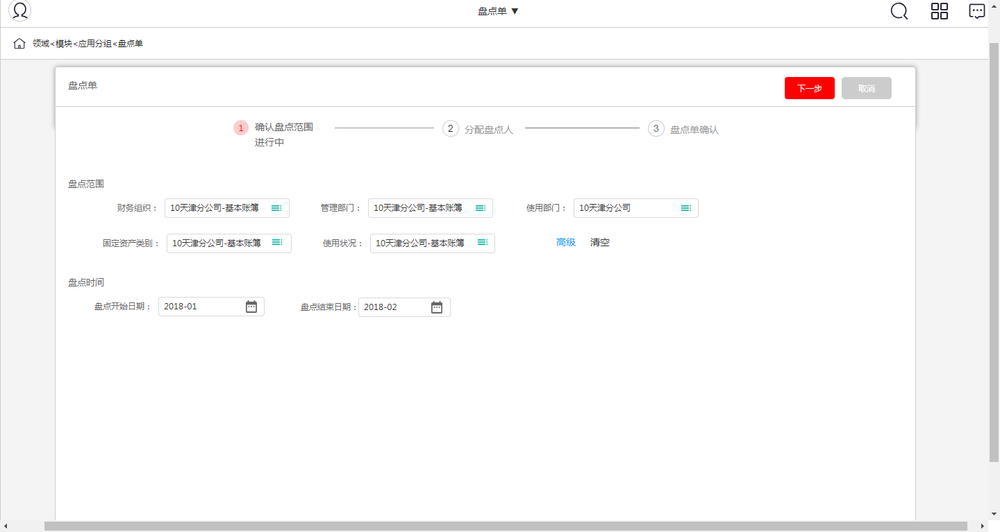 盘点单 ▼
领域<模块<应用分组<盘点单
盘点单
下一步 取消
1 确认盘点范围 2 分配盘点人 3 盘点单确认
进行中
盘点范围
财务组织： 10天津分公司-基本账簿 管理部门： 10天津分公司-基本账簿 使用部门： 10天津分公司
固定资产类别： 10天津分公司-基本账簿 使用状况： 10天津分公司-基本账簿 高级 清空
盘点时间
盘点开始日期： 2018-01 盘点结束日期： 2018-02